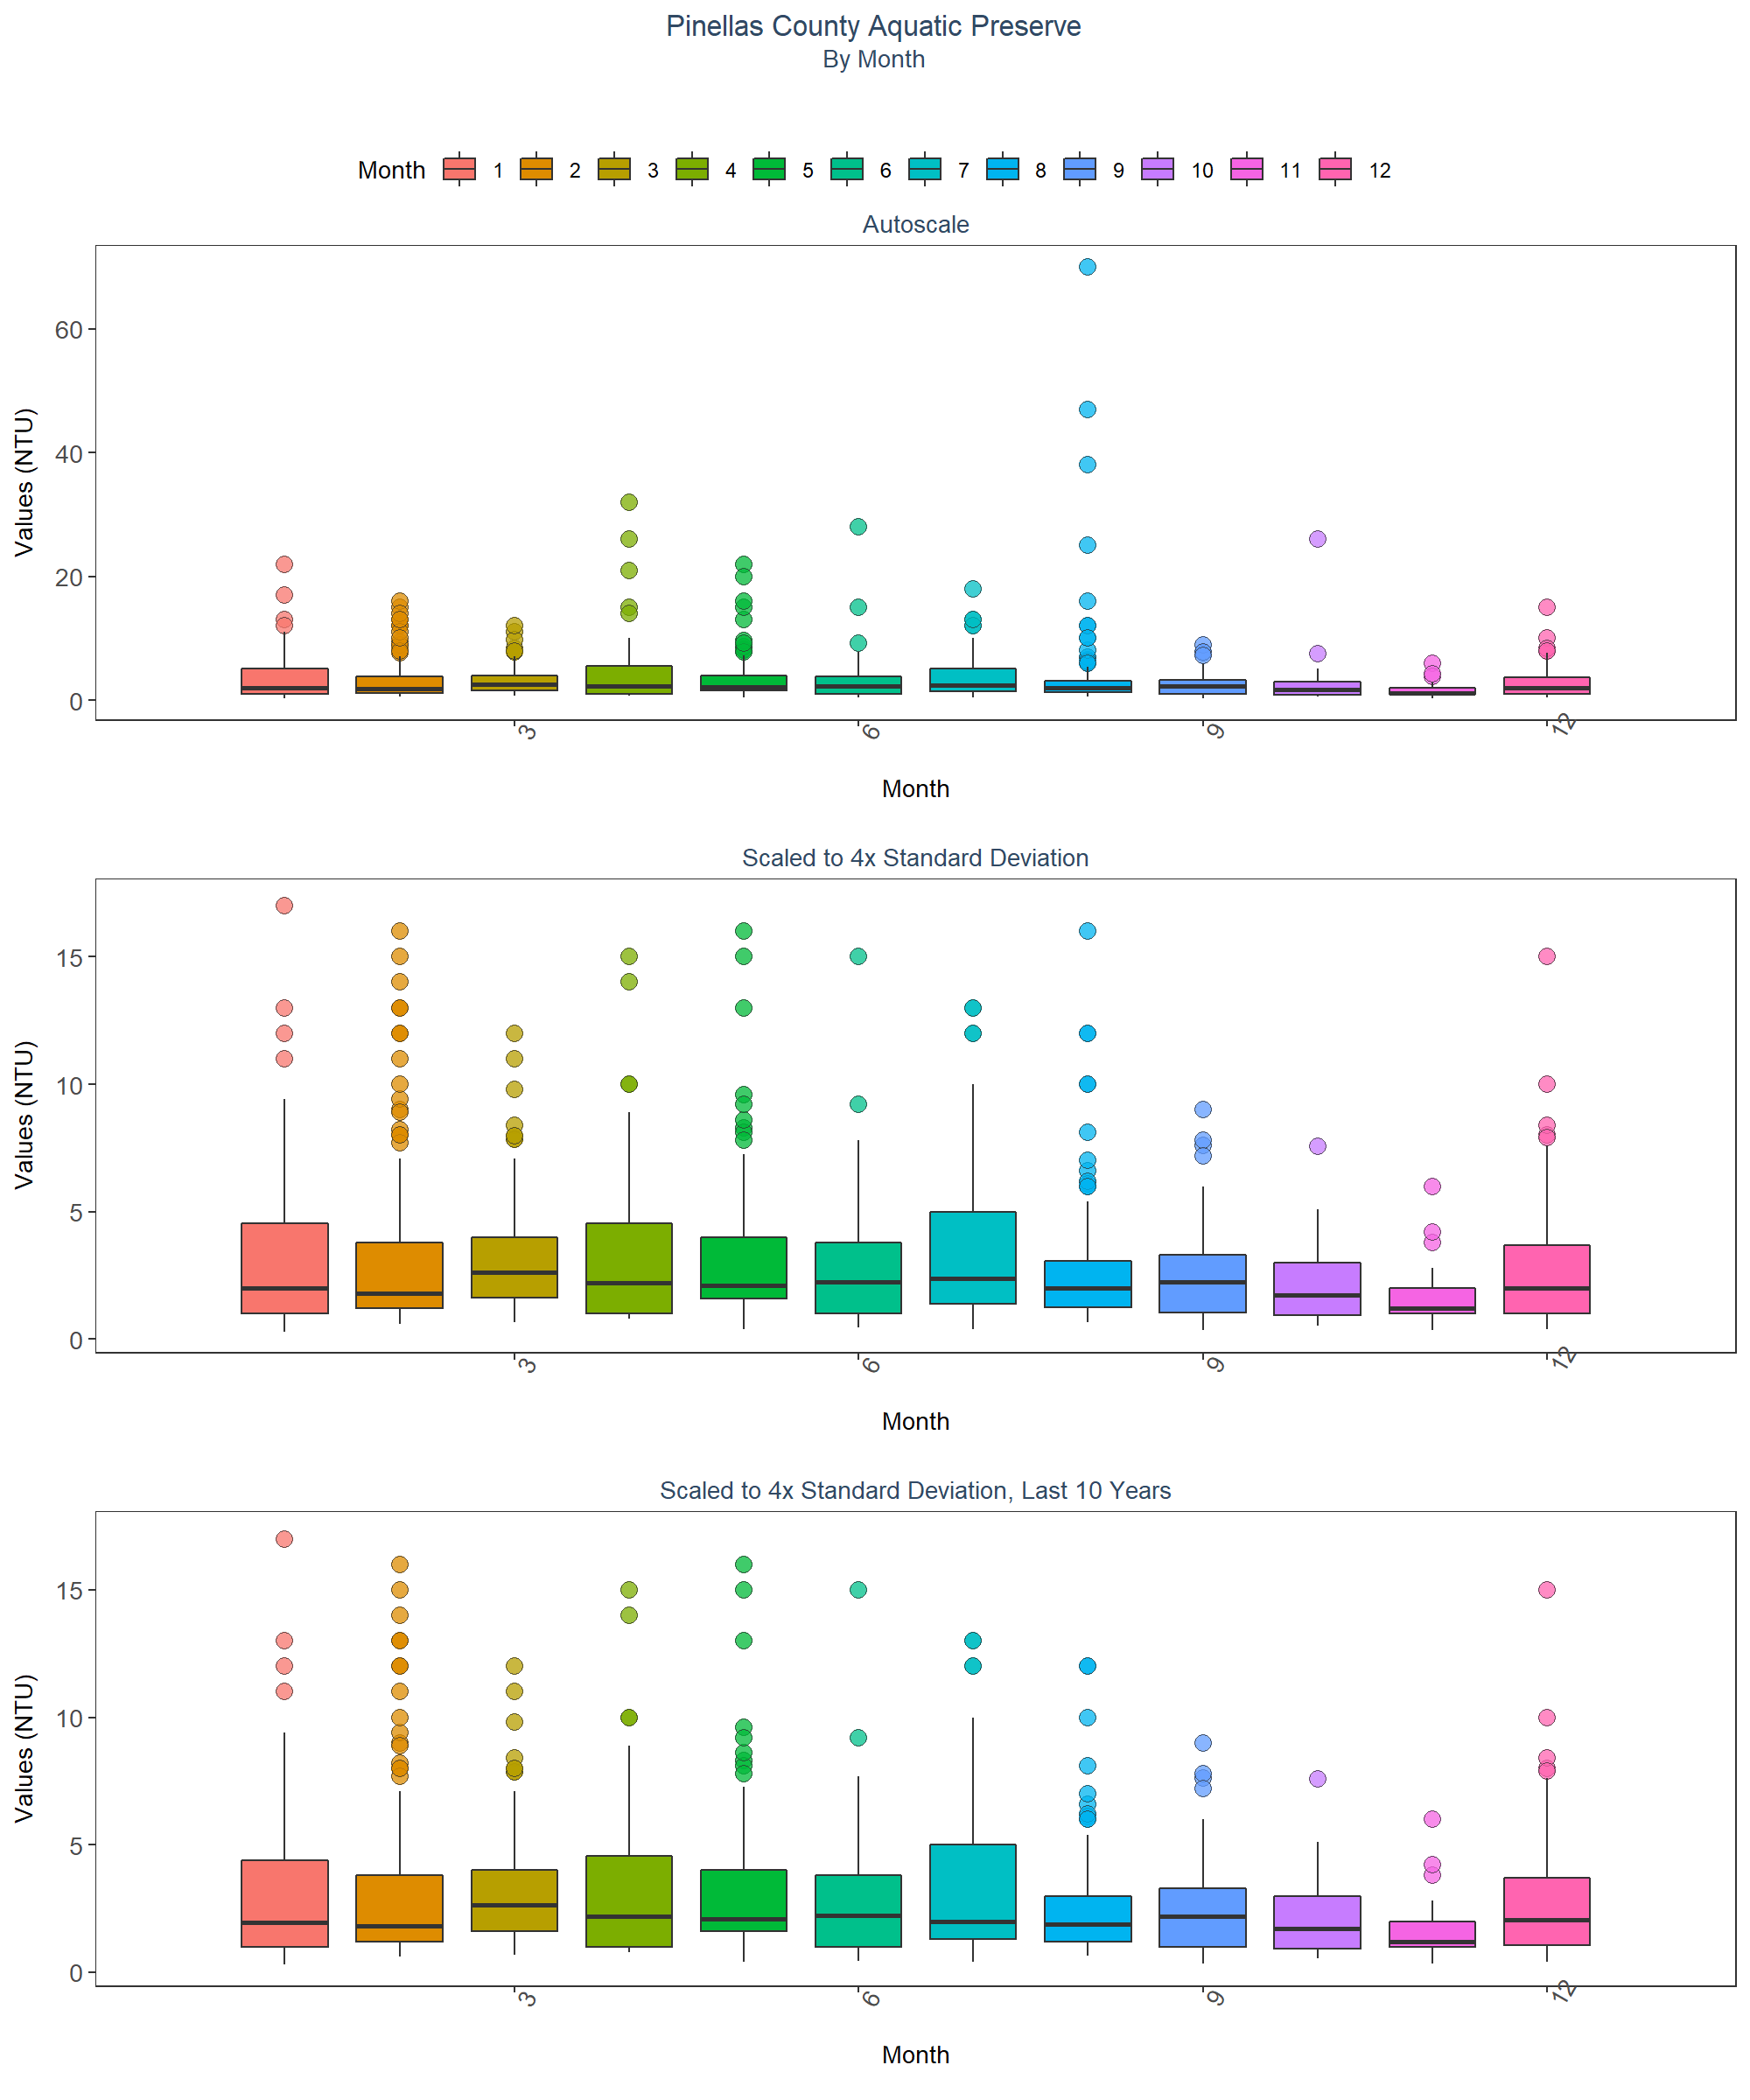 Pinellas County Aquatic Preserve
By Month
Month 1 2 3 4 5 6 7 8 9 10 11 12
Autoscale
Values (NTU)
60
40
20
0
3 6 9 12
Month
Scaled to 4x Standard Deviation
Values (NTU)
15
10
5
0
3 6 9 12
Month
Scaled to 4x Standard Deviation, Last 10 Years
Values (NTU)
15
10
5
0
3 6 9 12
Month